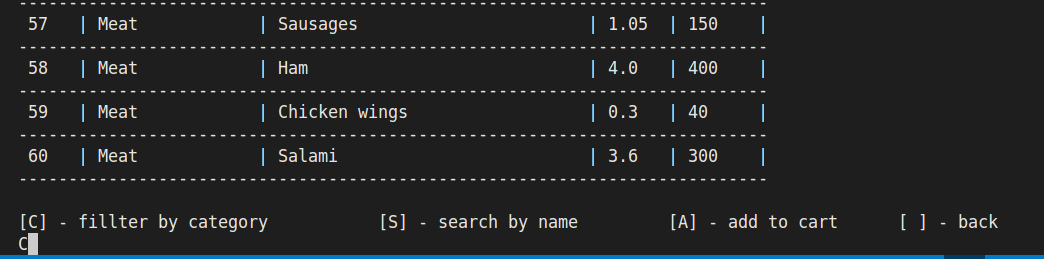 ---------------------------------------------------------------------------
57 | Meat | Sausages | 1.05 | 150 |
---------------------------------------------------------------------------
58 | Meat | Ham | 4.0 | 400 |
---------------------------------------------------------------------------
59 | Meat | Chicken wings | 0.3 | 40 |
---------------------------------------------------------------------------
60 | Meat | Salami | 3.6 | 300 |
---------------------------------------------------------------------------
[C] - fillter by category [S] - search by name [A] - add to cart [ ] - back
C